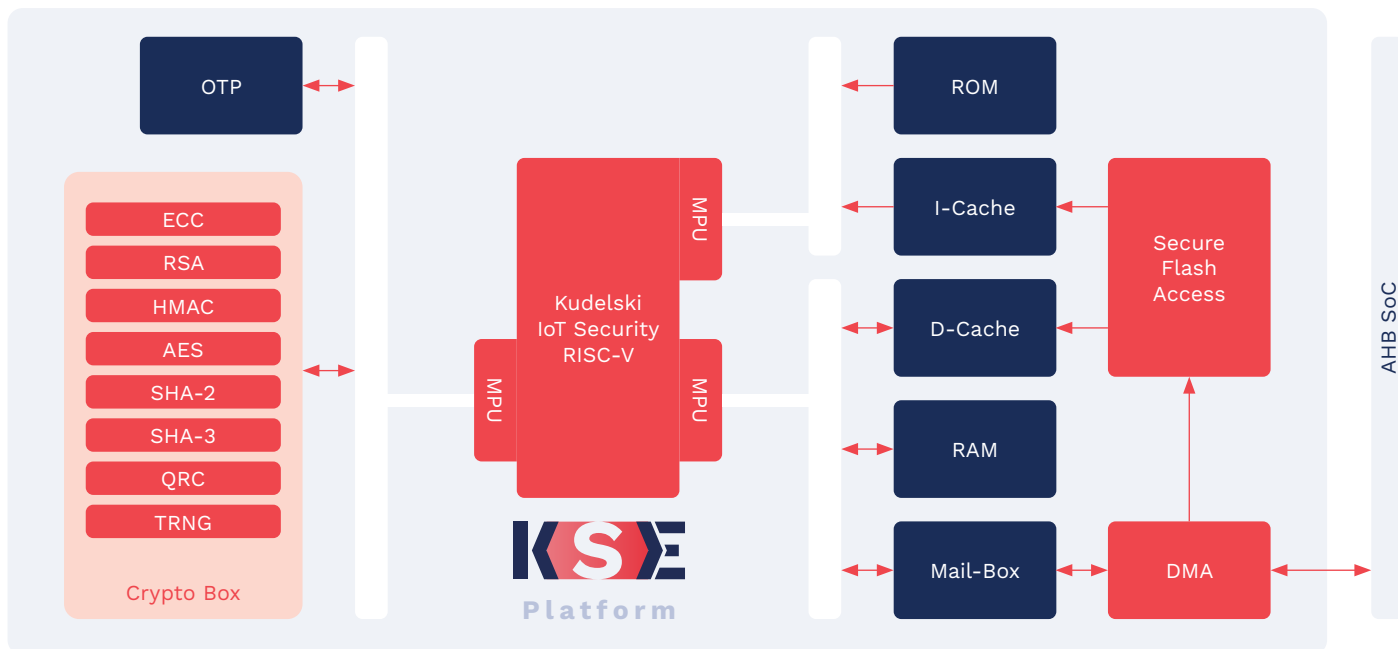 OTP
ECC
RSA
HMAC
AES
SHA-2
SHA-3
QRC
TRNG
Crypto Box
MPU
Kudelski
IoT Security
RISC-V
MPU
MPU
KSE
Platform
ROM
I-Cache
D-Cache
RAM
Mail-Box
Secure
Flash
Access
DMA
AHB SoC